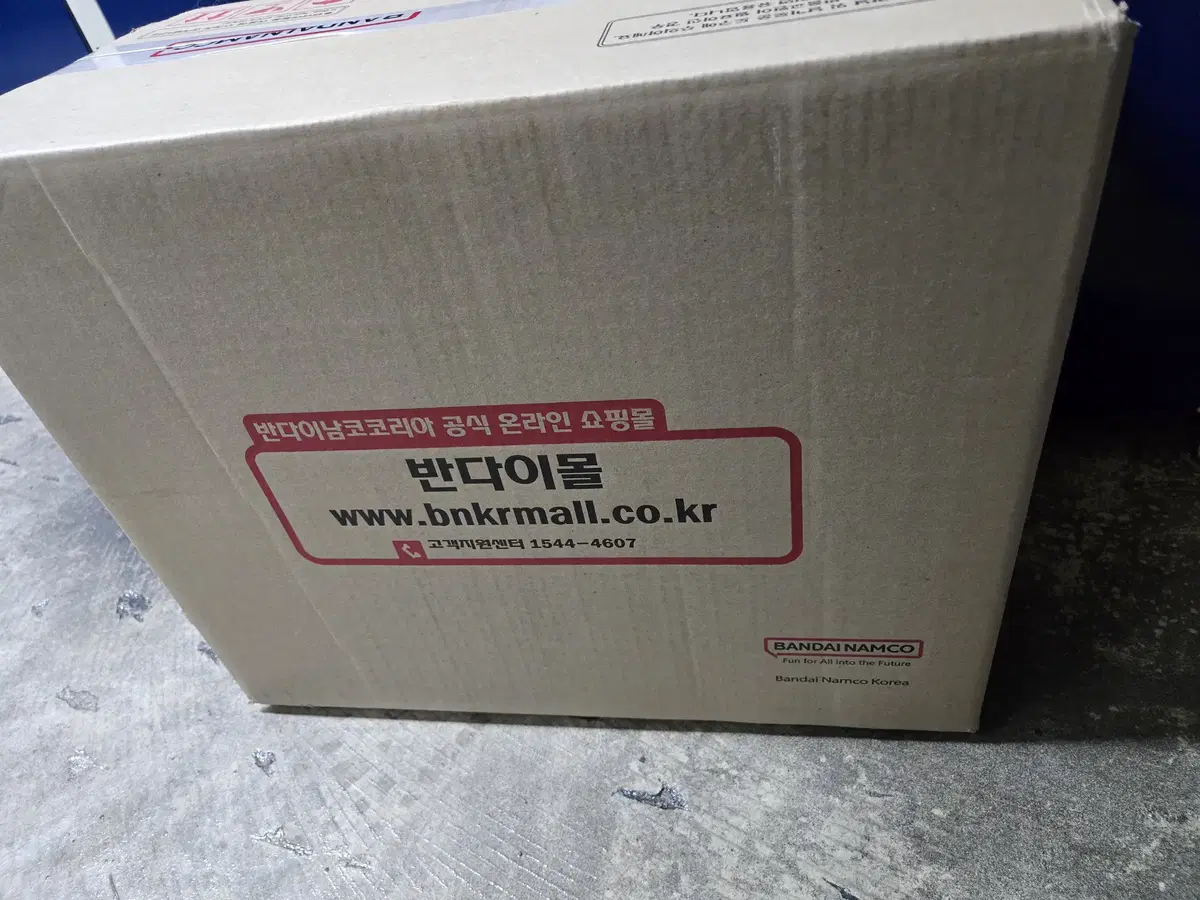 BANDAI NAMCO
반다이남코코리아 공식 온라인 쇼핑몰
반다이몰
www.bnkrmall.co.kr
고객지원센터 1544-4607
BANDAI NAMCO
Fun for All into the Future
Bandai Namco Korea